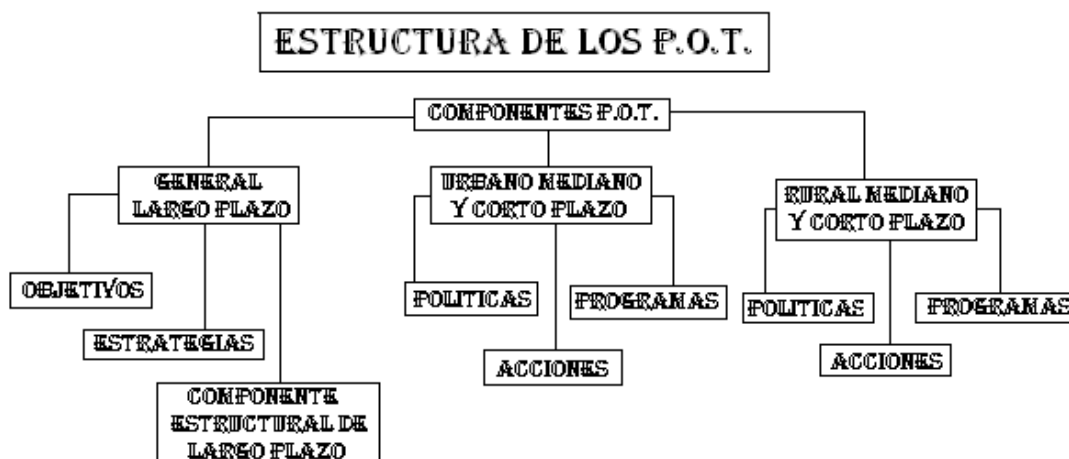 ESTRUCTURA DE LOS P.O.T.
COMPONENTES P.O.T.
GENERAL
LARGO PLAZO
URBANO MEDIANO
Y CORTO PLAZO
RURAL MEDIANO
Y CORTO PLAZO
OBJETIVOS
ESTRATEGIAS
COMPONENTE
ESTRUCTURAL DE
LARGO PLAZO
POLITICAS
ACCIONES
PROGRAMAS
POLITICAS
ACCIONES
PROGRAMAS